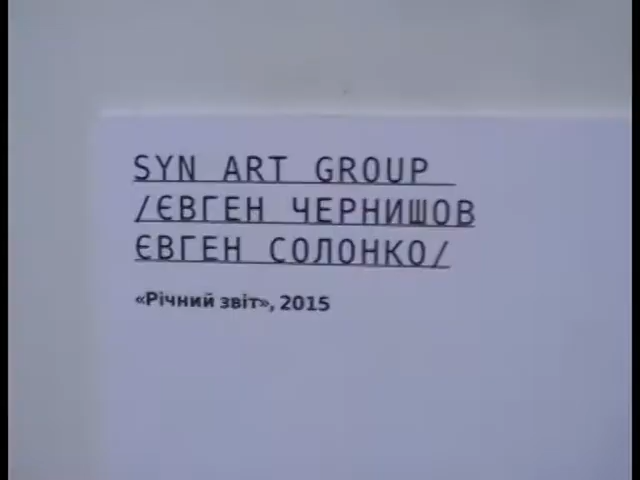 SYN ART GROUP
/ЄВГЕН ЧЕРНИШОВ
ЄВГЕН СОЛОНКО/
«Річний звіт», 2015